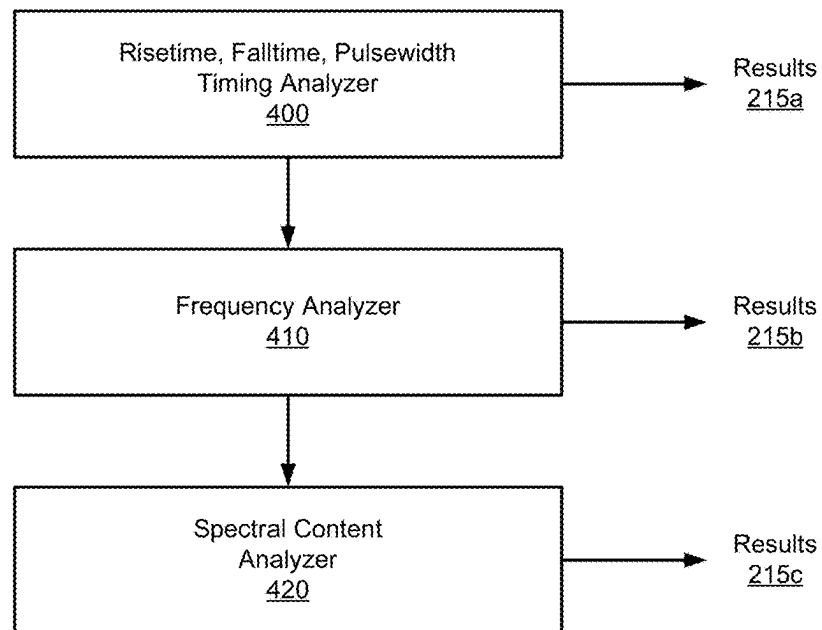 Risetime, Falltime, Pulsewidth
Timing Analyzer
400
Results
215a
Frequency Analyzer
410
Results
215b
Spectral Content
Analyzer
420
Results
215c